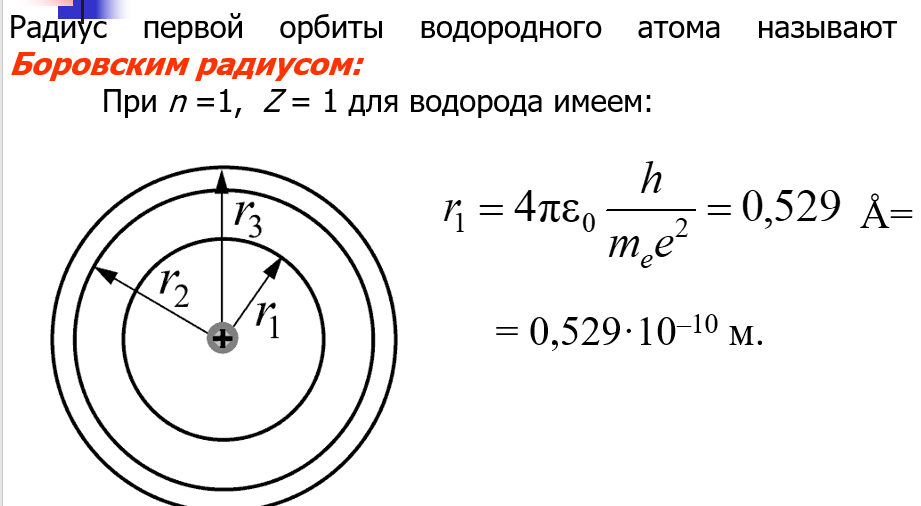 Радиус первой орбиты водородного атома называют
Боровским радиусом:
При n =1, Z = 1 для водорода имеем:
r₁ = 4πε₀ h / mₑe² = 0,529 Å=
= 0,529·10⁻¹⁰ м.
r₃
r₂
r₁
+